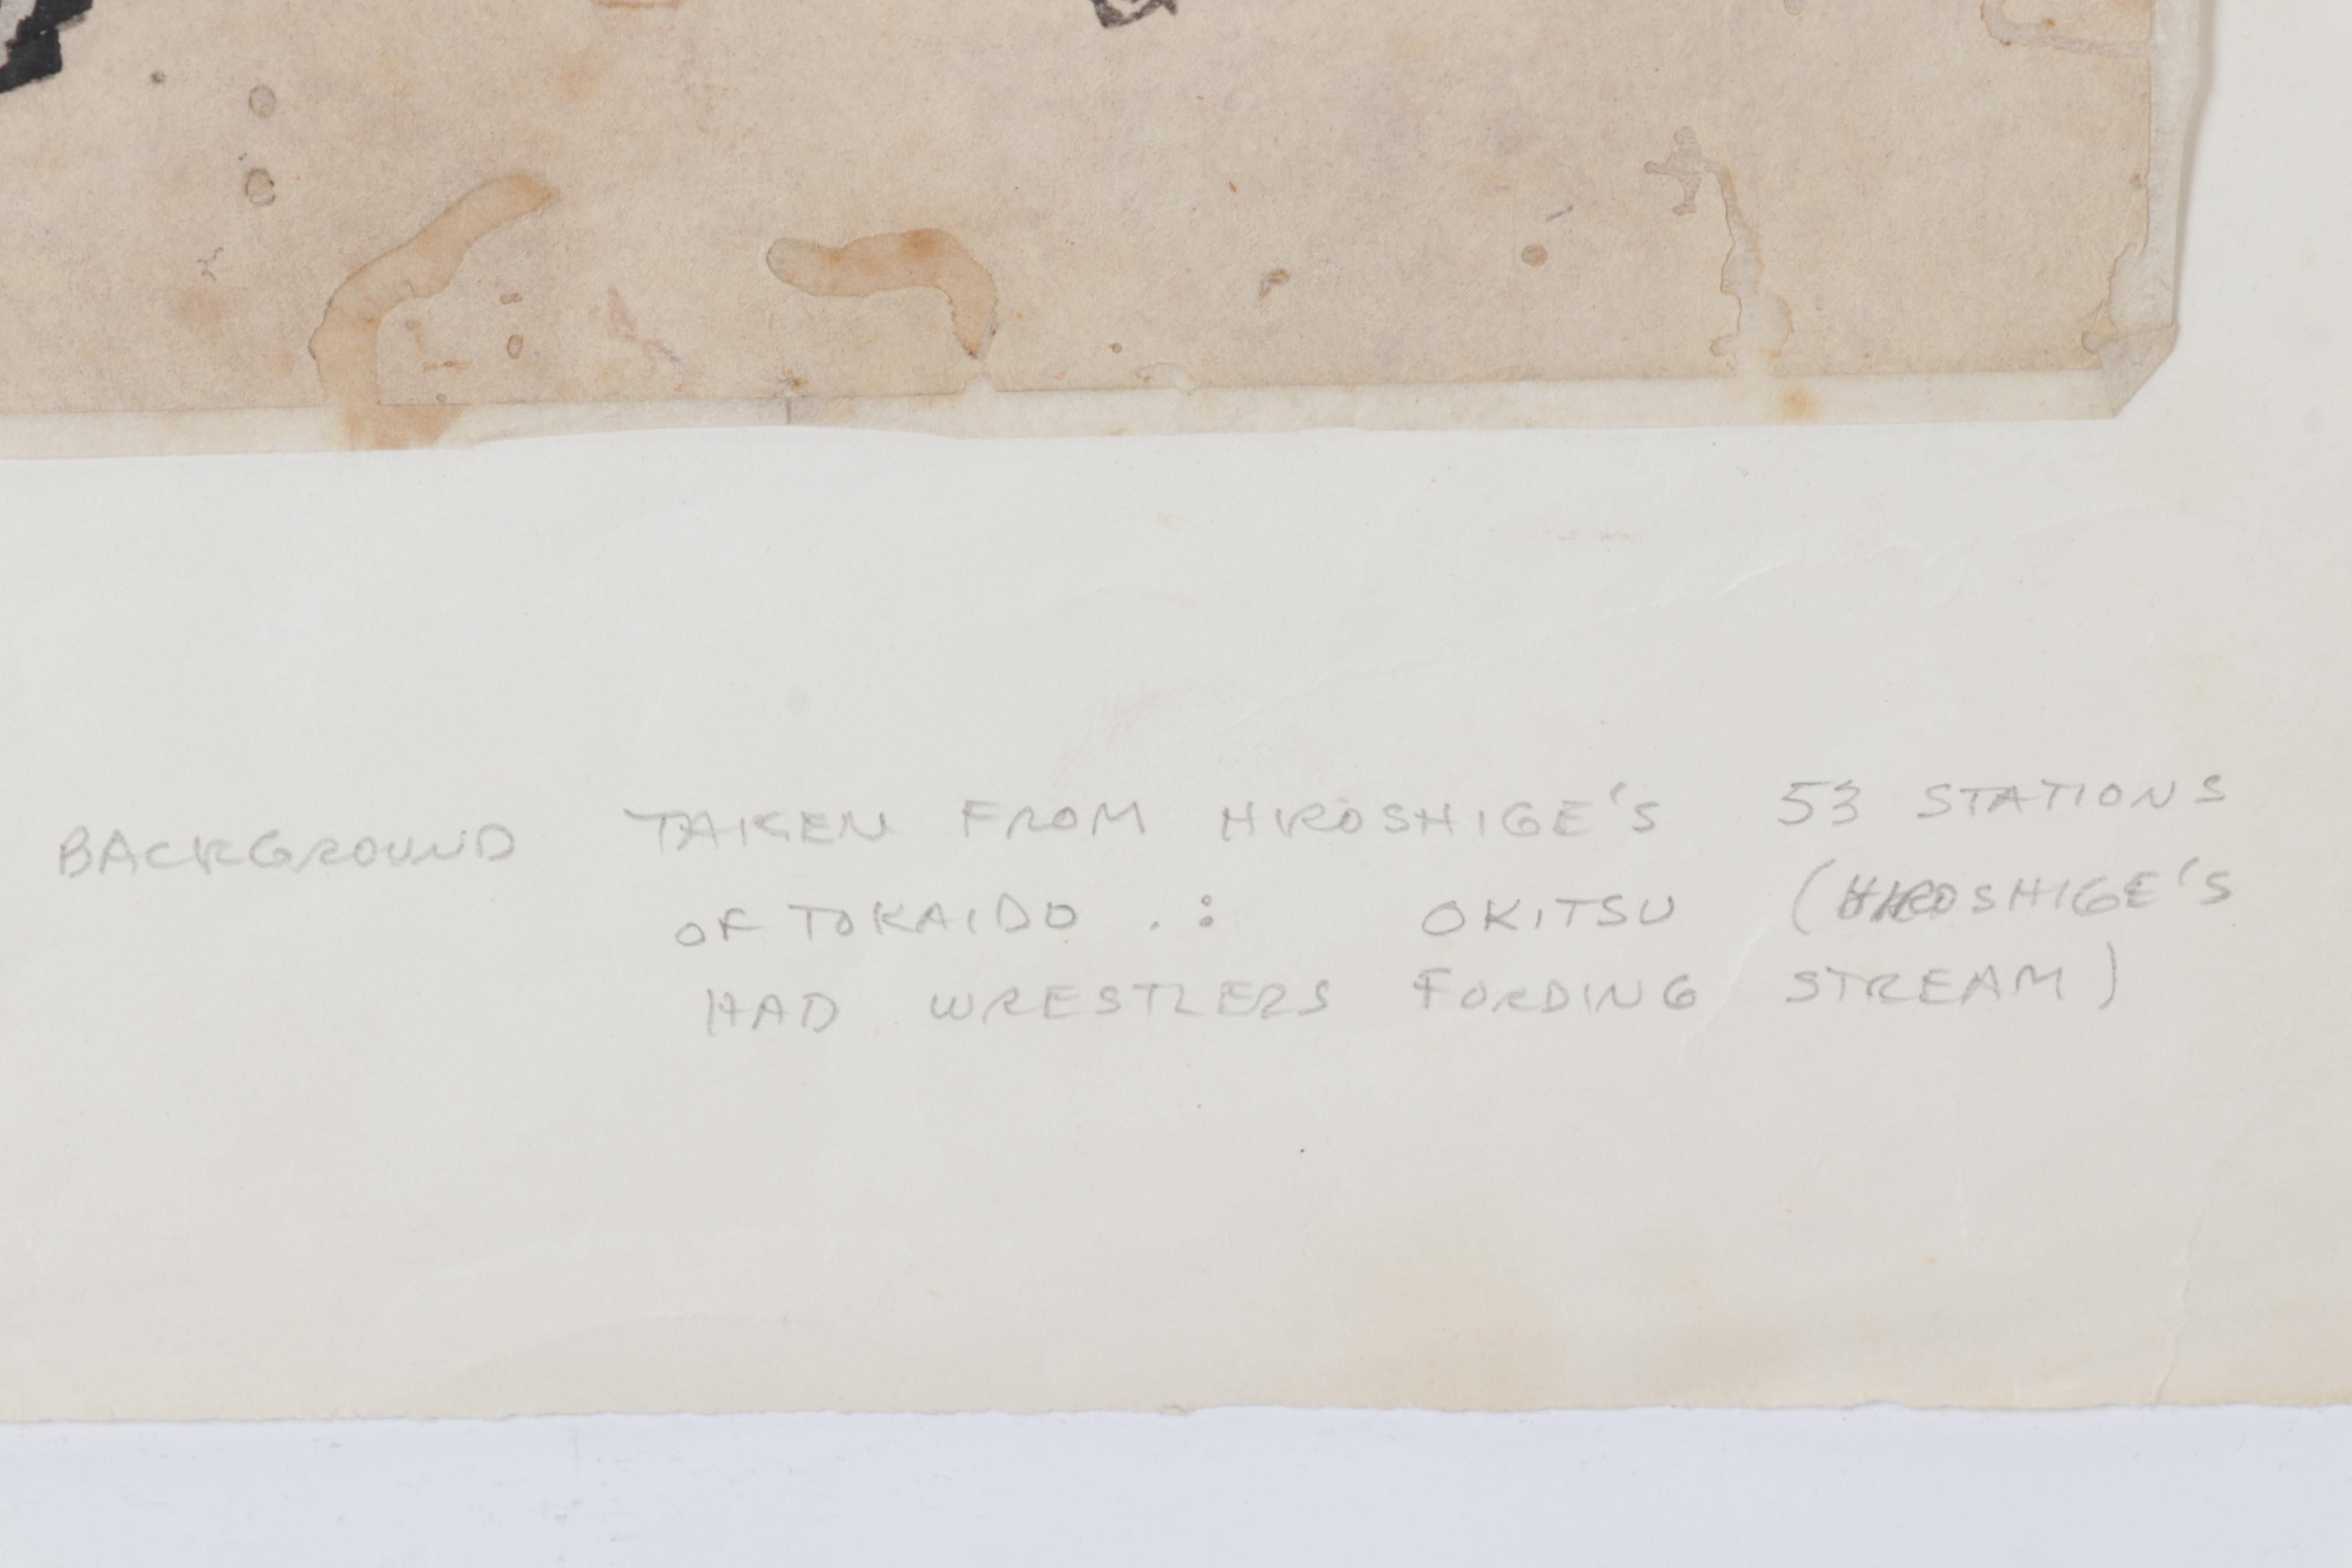 BACKGROUND TAKEN FROM HIROSHIGE'S 53 STATIONS
OF TOKAIDO . : OKITSU (HIROSHIGE'S
HAD WRESTLERS FORDING STREAM)